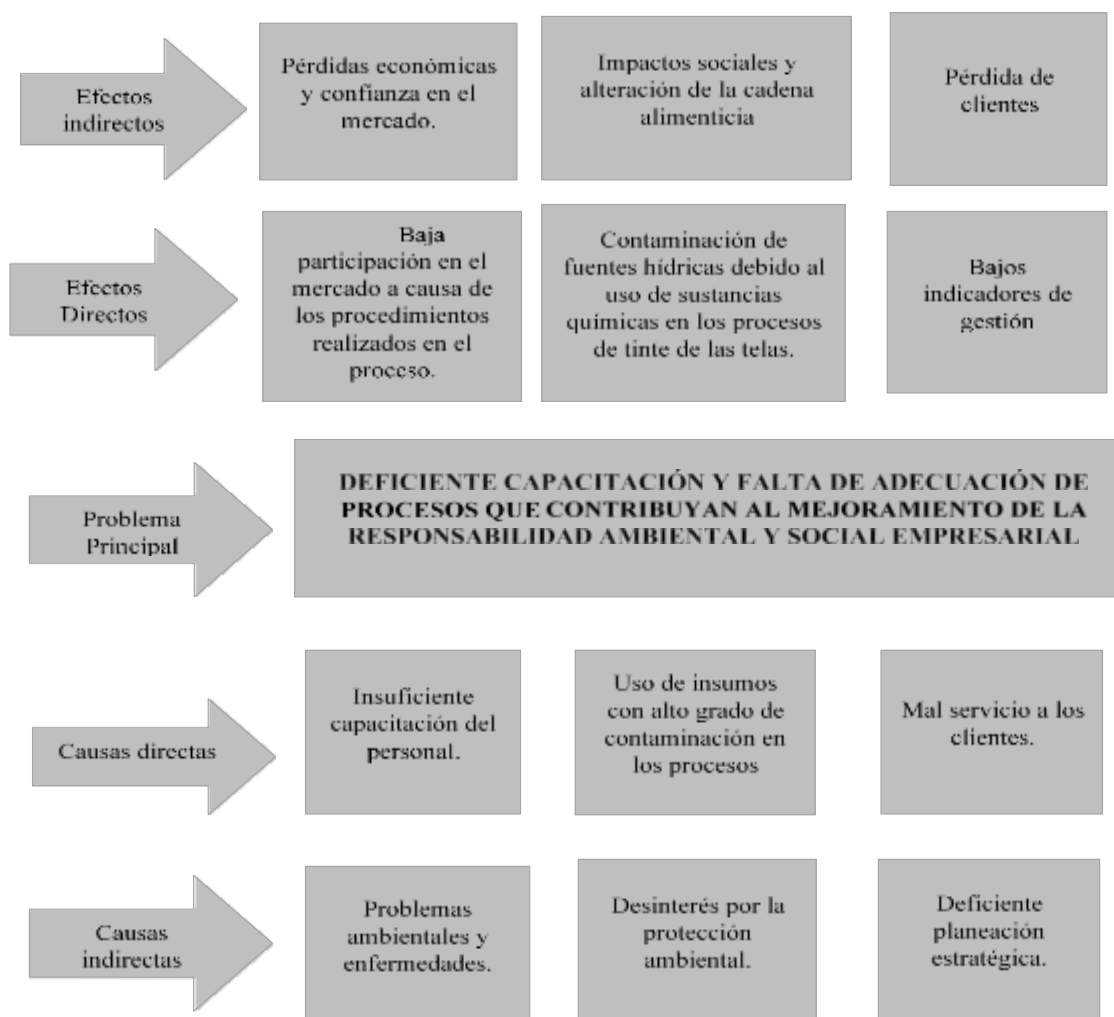 Efectos
indirectos
Pérdidas económicas
y confianza en el
mercado.
Impactos sociales y
alteración de la cadena
alimenticia
Pérdida de
clientes
Efectos
Directos
Baja
participación en el
mercado a causa de
los procedimientos
realizados en el
proceso.
Contaminación de
fuentes hídricas debido al
uso de sustancias
químicas en los procesos
de tinte de las telas.
Bajos
indicadores de
gestión
Problema
Principal
DEFICIENTE CAPACITACIÓN Y FALTA DE ADECUACIÓN DE
PROCESOS QUE CONTRIBUYAN AL MEJORAMIENTO DE LA
RESPONSABILIDAD AMBIENTAL Y SOCIAL EMPRESARIAL
Causas directas
Insuficiente
capacitación del
personal.
Uso de insumos
con alto grado de
contaminación en
los procesos
Mal servicio a los
clientes.
Causas
indirectas
Problemas
ambientales y
enfermedades.
Desinterés por la
protección
ambiental.
Deficiente
planeación
estratégica.